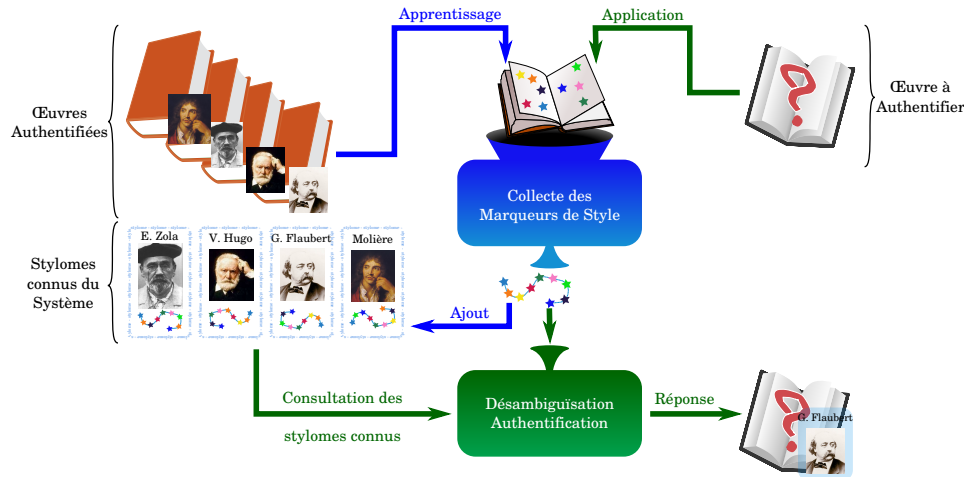 Apprentissage
Application
Œuvres
Authentifiées
Œuvre à
Authentifier
Collecte des
Marqueurs de Style
Stylomes
connus du
Système
E. Zola
V. Hugo
G. Flaubert
Molière
Ajout
Consultation des
stylomes connus
Désambiguïsation
Authentification
Réponse
G. Flaubert